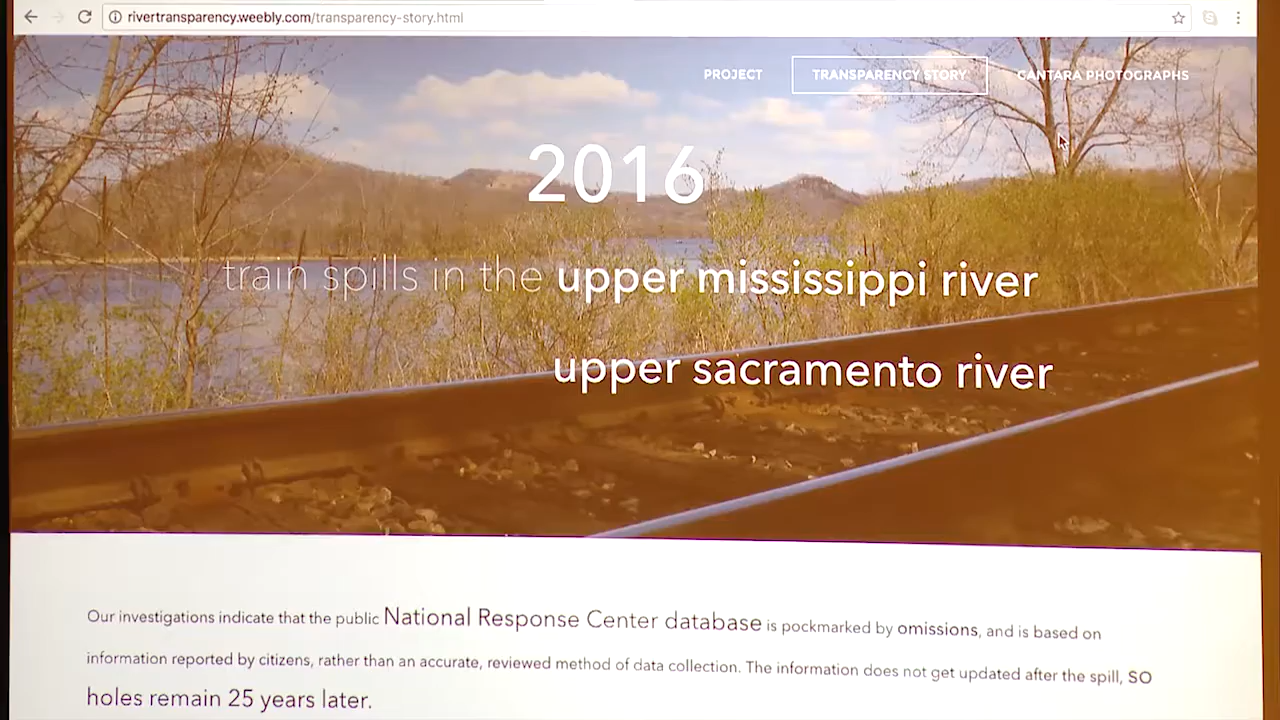 rivertransparency.weebly.com/transparency-story.html
PROJECT TRANSPARENCY STORY CANTARA PHOTOGRAPHS
2016
train spills in the upper mississippi river
upper sacramento river
Our investigations indicate that the public National Response Center database is pockmarked by omissions, and is based on
information reported by citizens, rather than an accurate, reviewed method of data collection. The information does not get updated after the spill, SO
holes remain 25 years later.